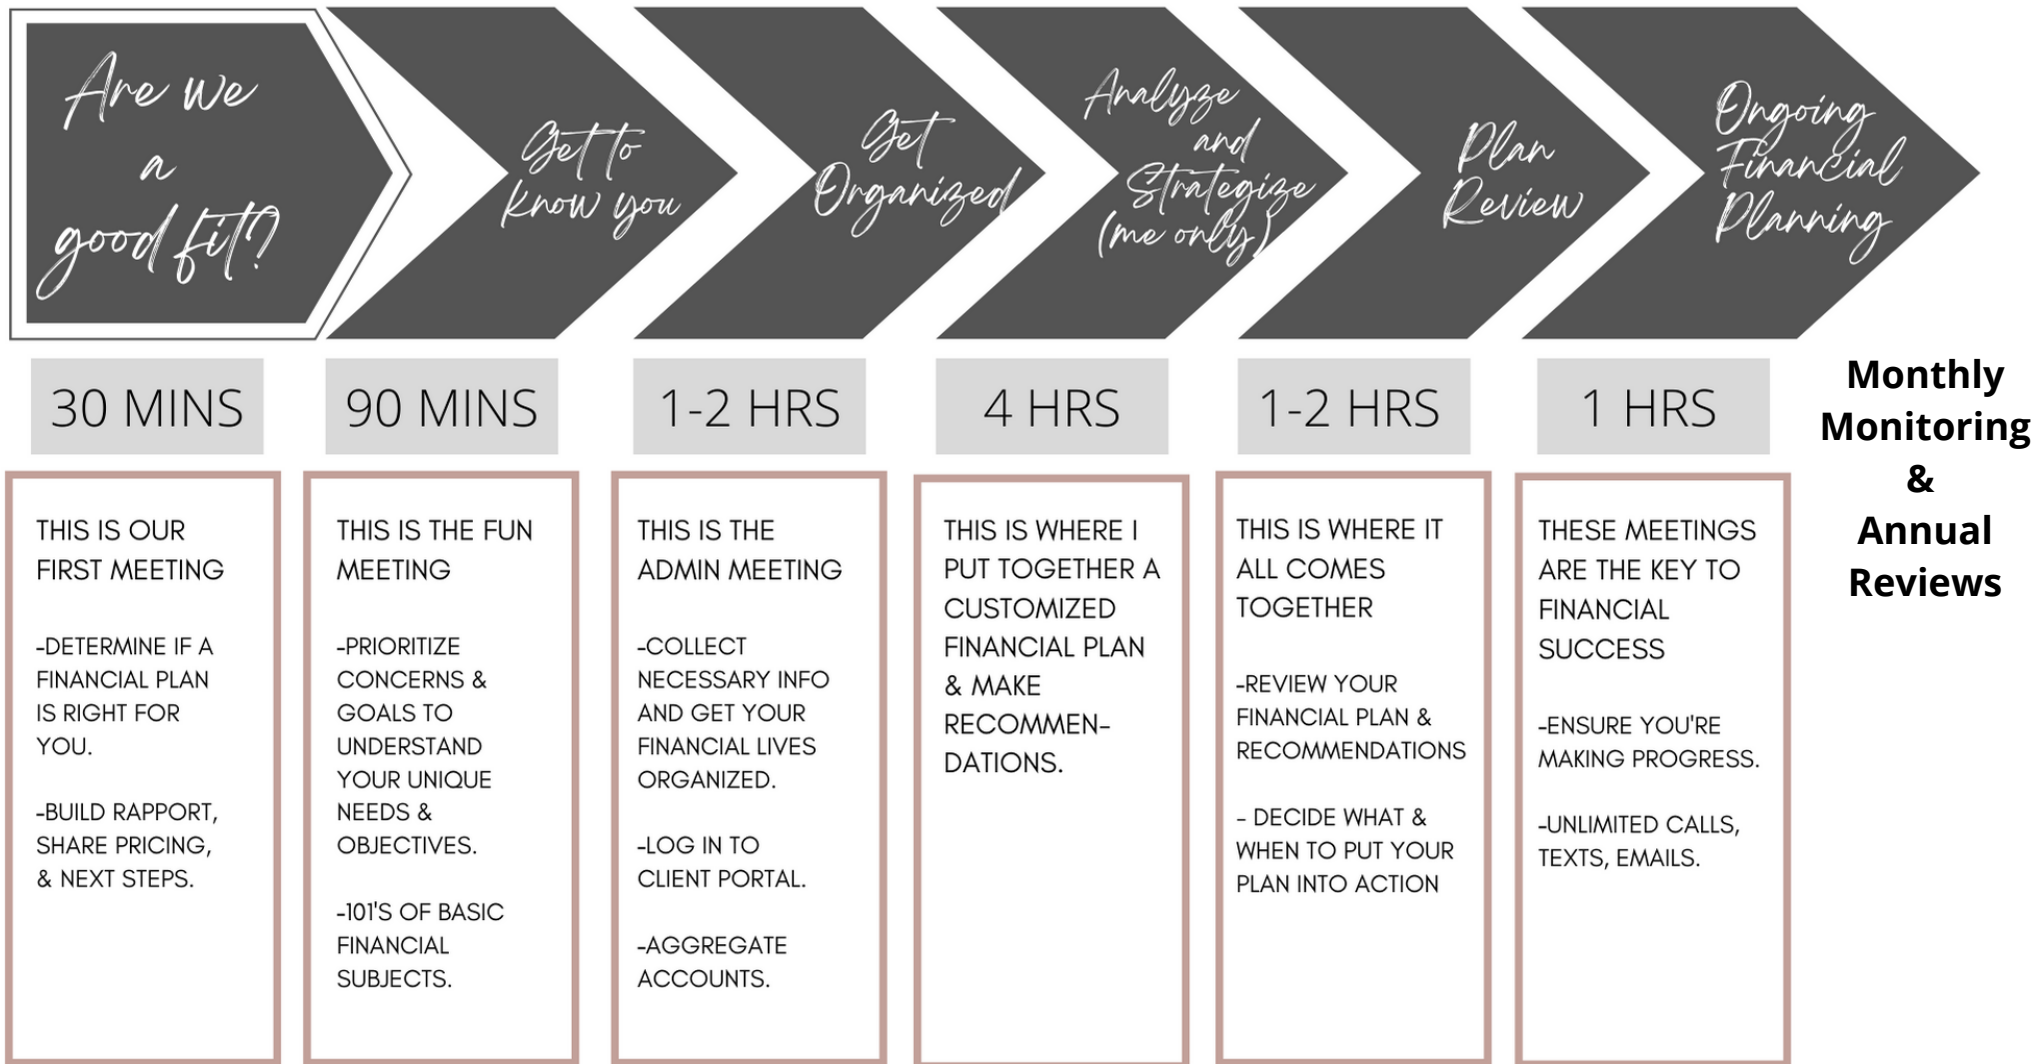 Are we
a
good fit?
Get to
know you
Get
Organized
Analyze
and
Strategize
(me only)
Plan
Review
Ongoing
Financial
Planning
30 MINS
90 MINS
1-2 HRS
4 HRS
1-2 HRS
1 HRS
Monthly
Monitoring
&
Annual
Reviews
THIS IS OUR
FIRST MEETING
-DETERMINE IF A
FINANCIAL PLAN
IS RIGHT FOR
YOU.
-BUILD RAPPORT,
SHARE PRICING,
& NEXT STEPS.
THIS IS THE FUN
MEETING
-PRIORITIZE
CONCERNS &
GOALS TO
UNDERSTAND
YOUR UNIQUE
NEEDS &
OBJECTIVES.
-101'S OF BASIC
FINANCIAL
SUBJECTS.
THIS IS THE
ADMIN MEETING
-COLLECT
NECESSARY INFO
AND GET YOUR
FINANCIAL LIVES
ORGANIZED.
-LOG IN TO
CLIENT PORTAL.
-AGGREGATE
ACCOUNTS.
THIS IS WHERE I
PUT TOGETHER A
CUSTOMIZED
FINANCIAL PLAN
& MAKE
RECOMMEN-
DATIONS.
THIS IS WHERE IT
ALL COMES
TOGETHER
-REVIEW YOUR
FINANCIAL PLAN &
RECOMMENDATIONS
- DECIDE WHAT &
WHEN TO PUT YOUR
PLAN INTO ACTION
THESE MEETINGS
ARE THE KEY TO
FINANCIAL
SUCCESS
-ENSURE YOU'RE
MAKING PROGRESS.
-UNLIMITED CALLS,
TEXTS, EMAILS.